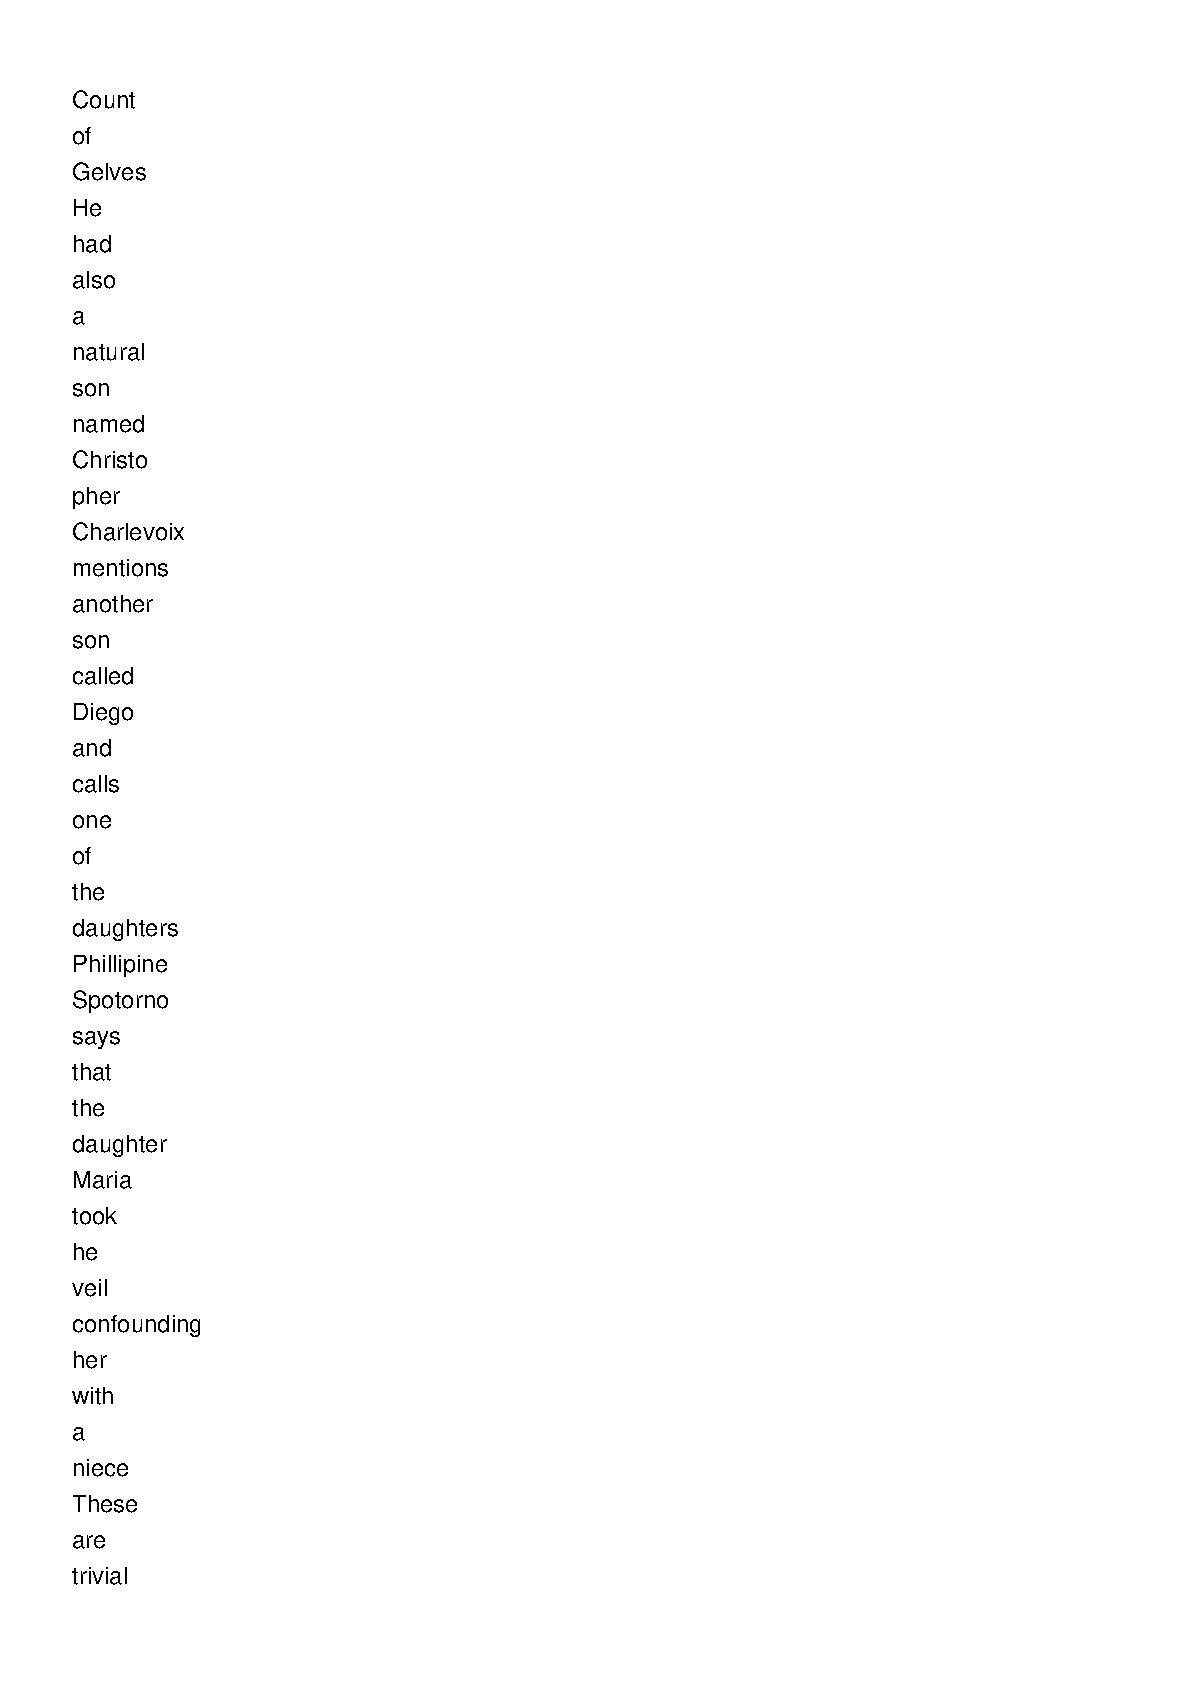 Count
of
Gelves
He
had
also
a
natural
son
named
Christo
pher
Charlevoix
mentions
another
son
called
Diego
and
calls
one
of
the
daughters
Phillipine
Spotorno
says
that
the
daughter
Maria
took
he
veil
confounding
her
with
a
niece
These
are
trivial